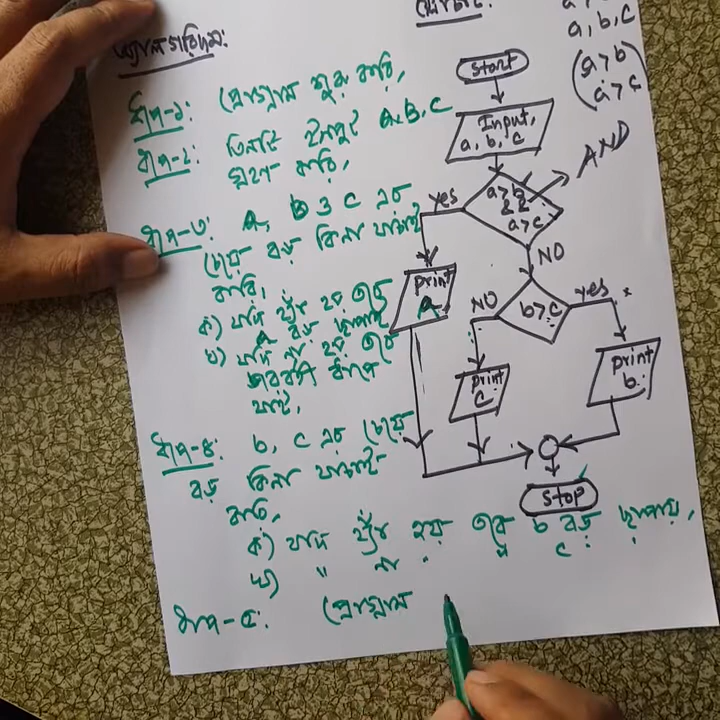 অ্যালগরিদম:
ধাপ-১: প্রোগ্রাম শুরু করি,
ধাপ-২: তিনটি ইনপুট a, B, C
গ্রহণ করি,
ধাপ-৩: a, b ও c এর
চেয়ে বড় কিনা যাচাই
করি,
ক) যদি হ্যাঁ হয় তবে
a বড় ছাপাই
খ) যদি না হয় তবে
পরবর্তী ধাপে
যাই,
ধাপ-৪: b, c এর চেয়ে
বড় কিনা যাচাই
করি,
ক) যদি হ্যাঁ হয় তবে b বড় ছাপায়,
খ) " না . c
ধাপ-৫: প্রোগ্রাম
a, b, c
(a>b
a>c
start
Input,
a, b, c
a>b
&&
a>c
AND
yes
NO
print
a
b>c
NO
yes
print
c
print
b
stop